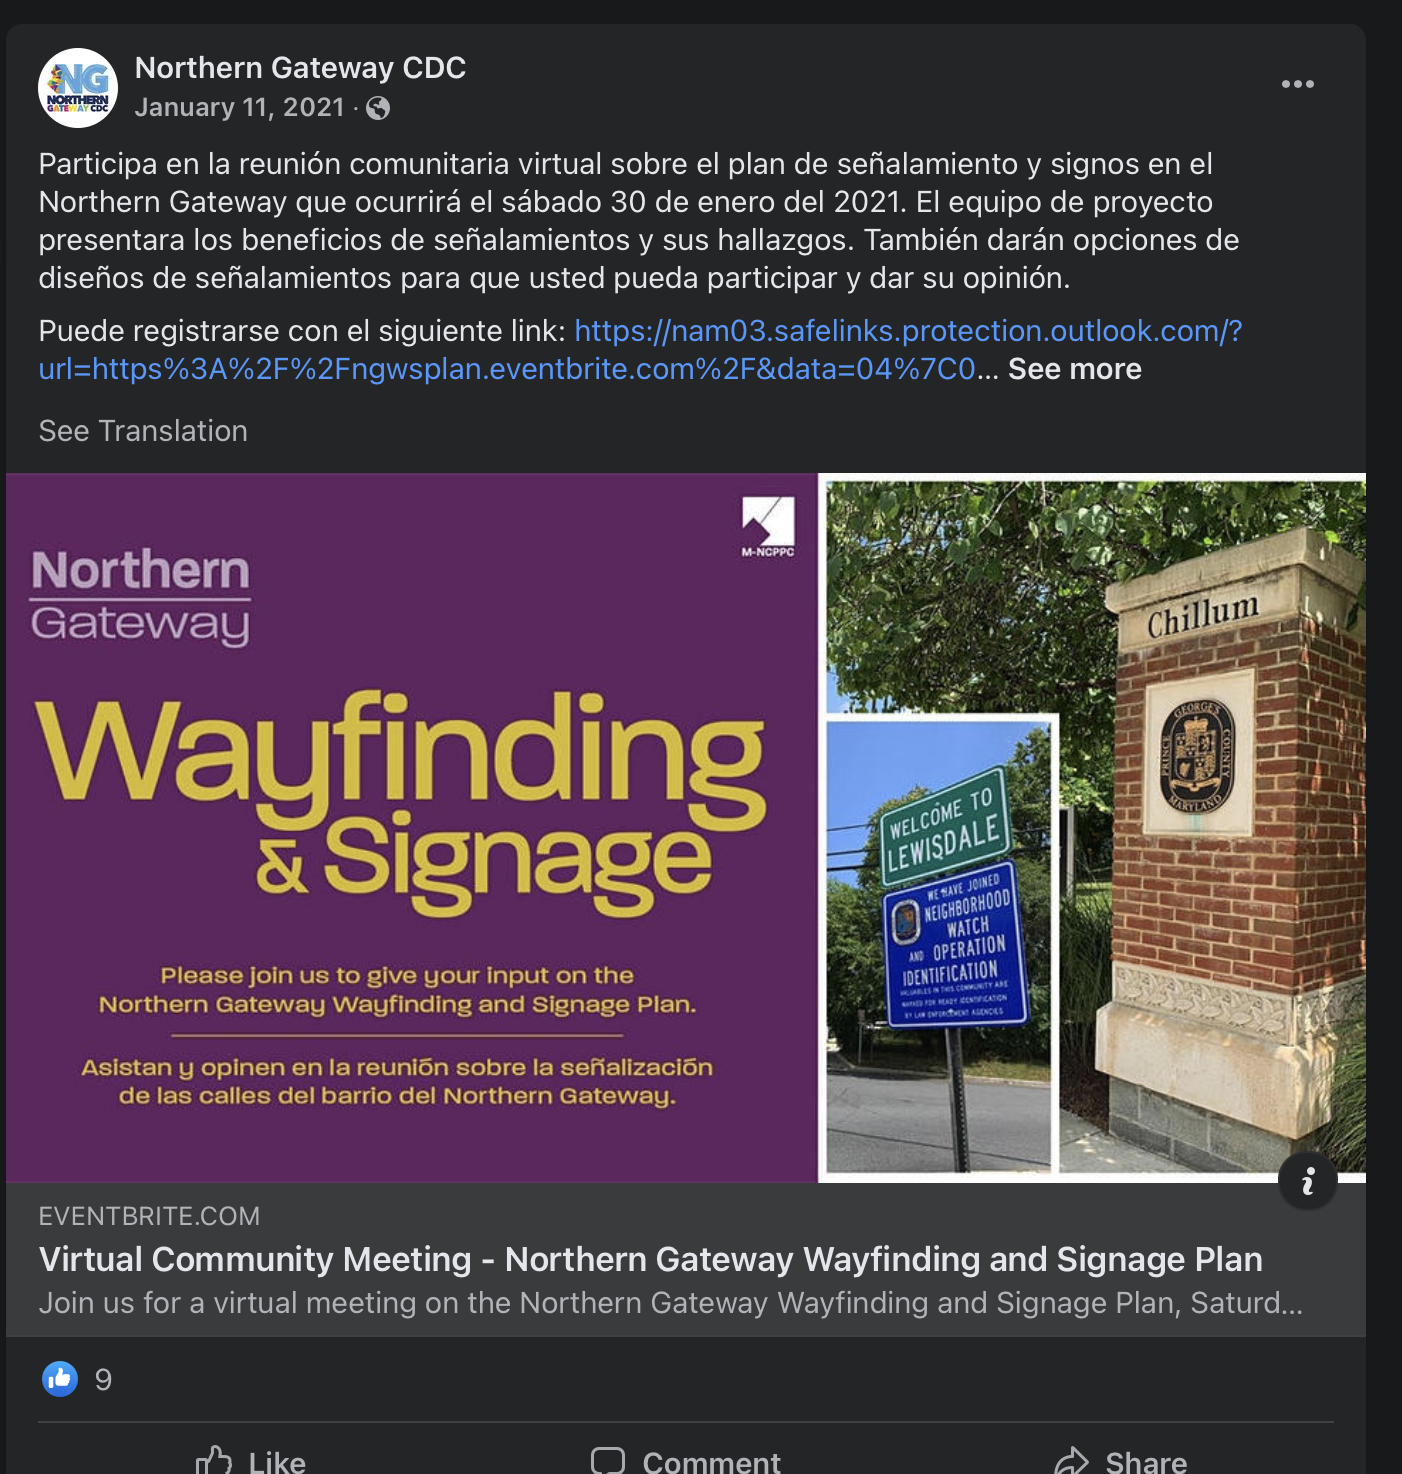 NG
NORTHERN
GATEWAY CDC
Northern Gateway CDC
January 11, 2021 ·
Participa en la reunión comunitaria virtual sobre el plan de señalamiento y signos en el
Northern Gateway que ocurrirá el sábado 30 de enero del 2021. El equipo de proyecto
presentara los beneficios de señalamientos y sus hallazgos. También darán opciones de
diseños de señalamientos para que usted pueda participar y dar su opinión.
Puede registrarse con el siguiente link: https://nam03.safelinks.protection.outlook.com/?
url=https%3A%2F%2Fngwsplan.eventbrite.com%2F&data=04%7C0... See more
See Translation
M-NCPPC
Northern
Gateway
Wayfinding
& Signage
Please join us to give your input on the
Northern Gateway Wayfinding and Signage Plan.
Asistan y opinen en la reunión sobre la señalización
de las calles del barrio del Northern Gateway.
Chillum
PRINCE GEORGE'S COUNTY
MARYLAND
WELCOME TO
LEWISDALE
WE HAVE JOINED
NEIGHBORHOOD
WATCH
AND OPERATION
IDENTIFICATION
VALUABLES IN THIS COMMUNITY ARE
MARKED FOR READY IDENTIFICATION
BY LAW ENFORCEMENT AGENCIES
EVENTBRITE.COM
Virtual Community Meeting - Northern Gateway Wayfinding and Signage Plan
Join us for a virtual meeting on the Northern Gateway Wayfinding and Signage Plan, Saturd...
9
Like
Comment
Share